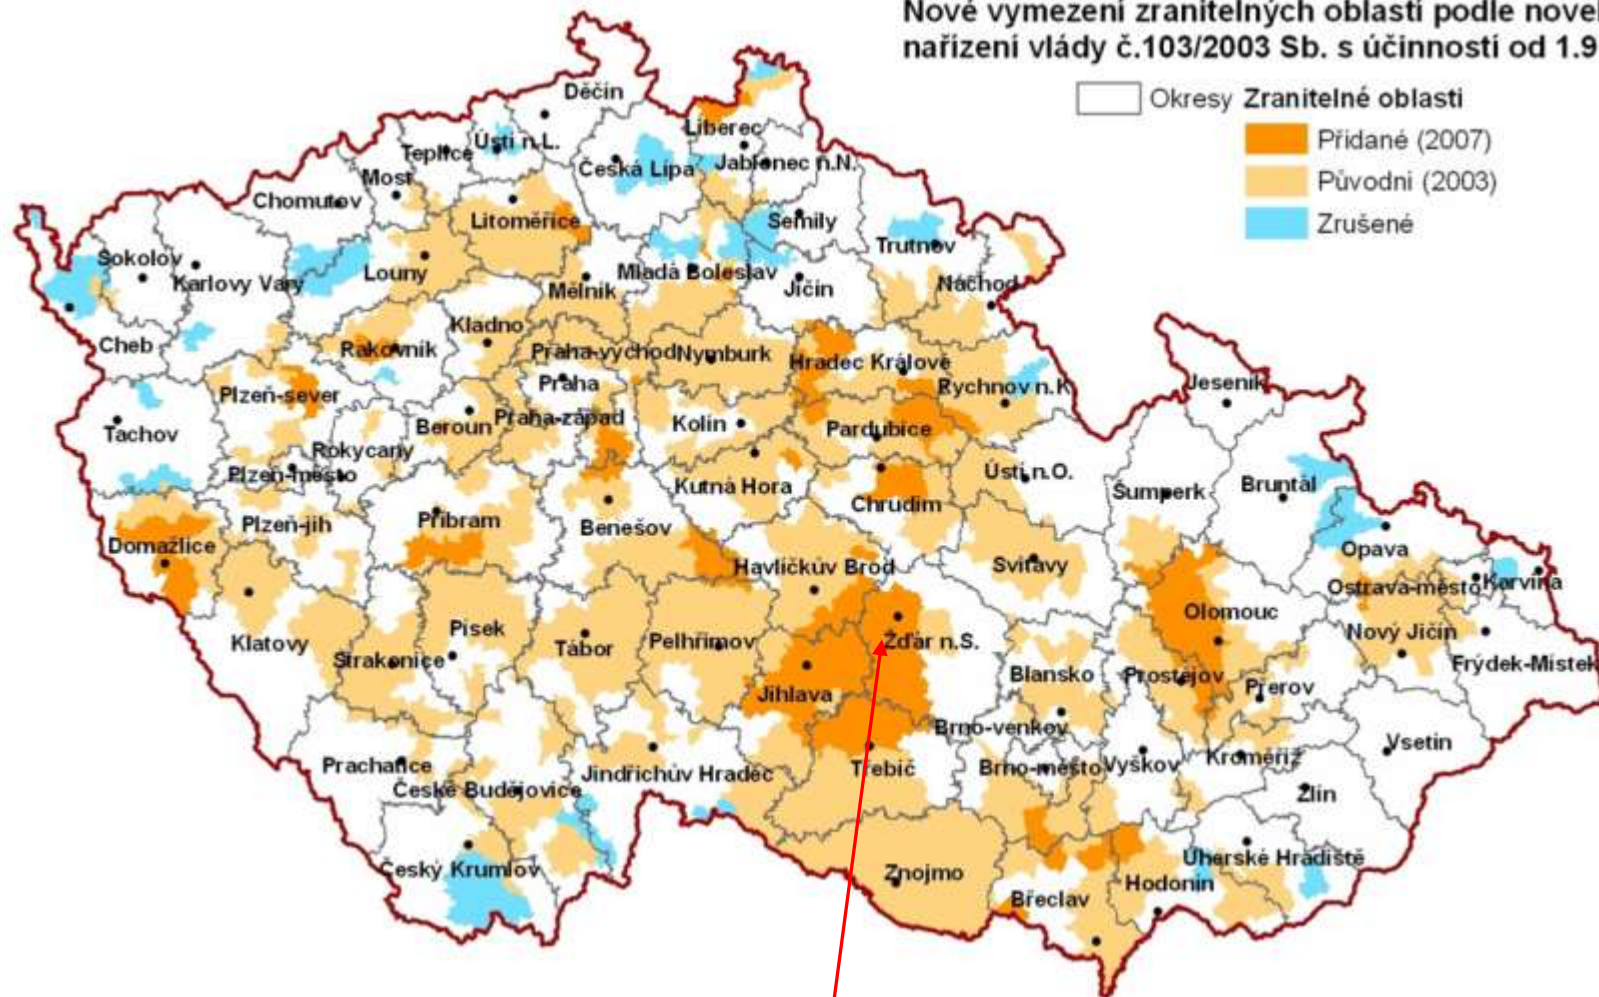 Nové vymezení zranitelných oblastí podle novel
nařízení vlády č.103/2003 Sb. s účinností od 1.9
Okresy Zranitelné oblasti
Přidané (2007)
Původní (2003)
Zrušené
Děčín
Liberec
Ústí n.L.
Teplice
Česká Lípa
Jablonec n.N.
Most
Chomutov
Litoměřice
Semily
Trutnov
Sokolov
Karlovy Vary
Louny
Mladá Boleslav
Jičín
Náchod
Mělník
Kladno
Cheb
Rakovník
Praha-východ
Nymburk
Hradec Králové
Praha
Rychnov n.K
Jeseník
Plzeň-sever
Beroun
Praha-západ
Kolín
Pardubice
Tachov
Rokycany
Plzeň-město
Kutná Hora
Ústí n.O.
Šumperk
Bruntál
Chrudim
Plzeň-jih
Příbram
Benešov
Domažlice
Opava
Havlíčkův Brod
Svitavy
Ostrava-město
Karviná
Olomouc
Klatovy
Písek
Tábor
Pelhřimov
Žďár n.S.
Nový Jičín
Strakonice
Frýdek-Místek
Blansko
Prostějov
Přerov
Jihlava
Brno-venkov
Vsetín
Prachatice
Jindřichův Hradec
Třebíč
Brno-město
Vyškov
Kroměříž
České Budějovice
Zlín
Český Krumlov
Znojmo
Uherské Hradiště
Hodonín
Břeclav